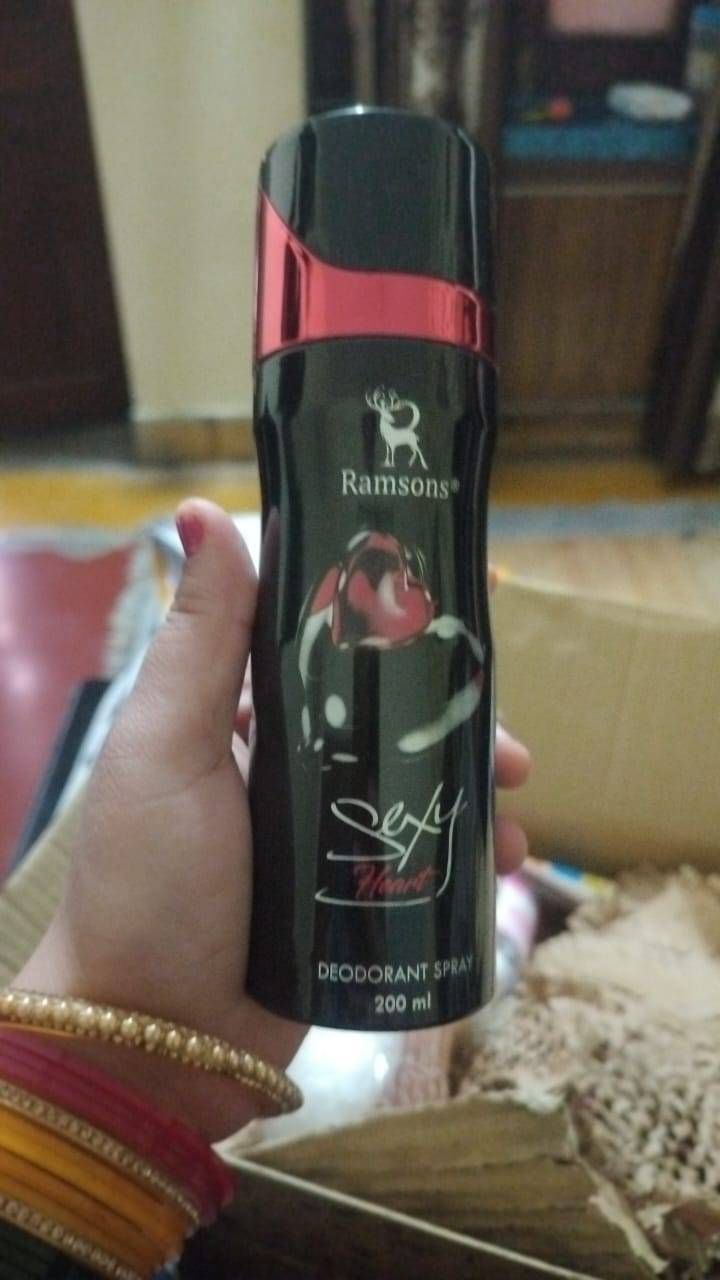 Ramsons®
Sexy
Heart
DEODORANT SPRAY
200 ml